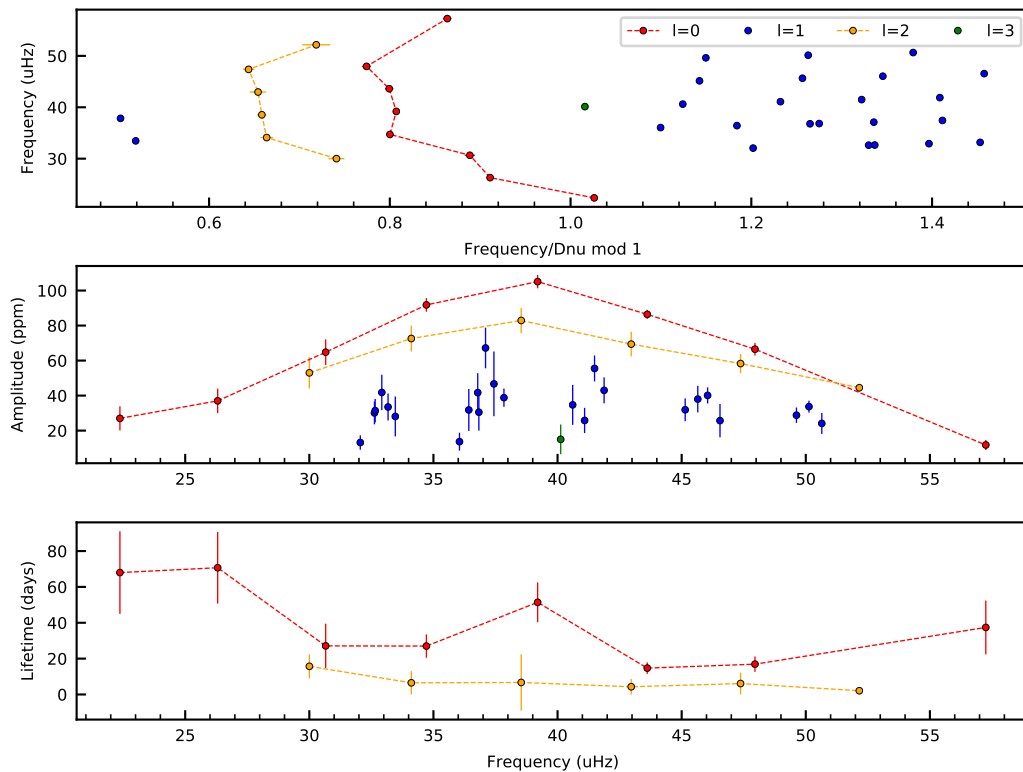 l=0 l=1 l=2 l=3
Frequency (uHz)
50
40
30
0.6 0.8 1.0 1.2 1.4
Frequency/Dnu mod 1
Amplitude (ppm)
100
80
60
40
20
25 30 35 40 45 50 55
Lifetime (days)
80
60
40
20
0
25 30 35 40 45 50 55
Frequency (uHz)